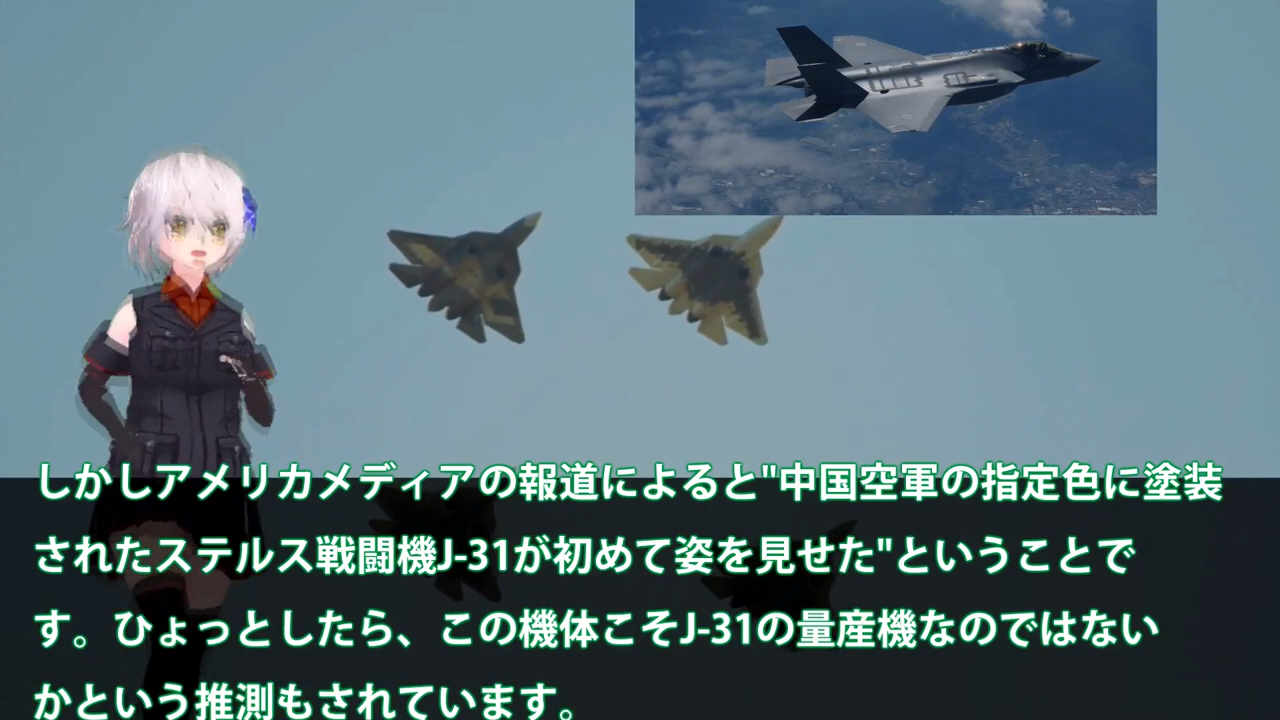 しかしアメリカメディアの報道によると"中国空軍の指定色に塗装
されたステルス戦闘機J-31が初めて姿を見せた"ということで
す。ひょっとしたら、この機体こそJ-31の量産機なのではない
かという推測もされています。